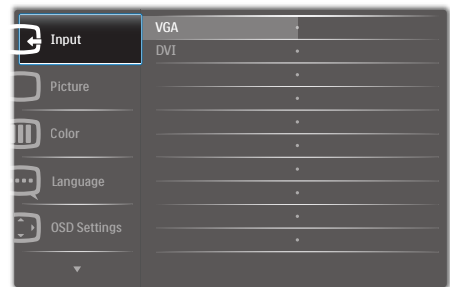 Input
Picture
Color
Language
OSD Settings
VGA
DVI